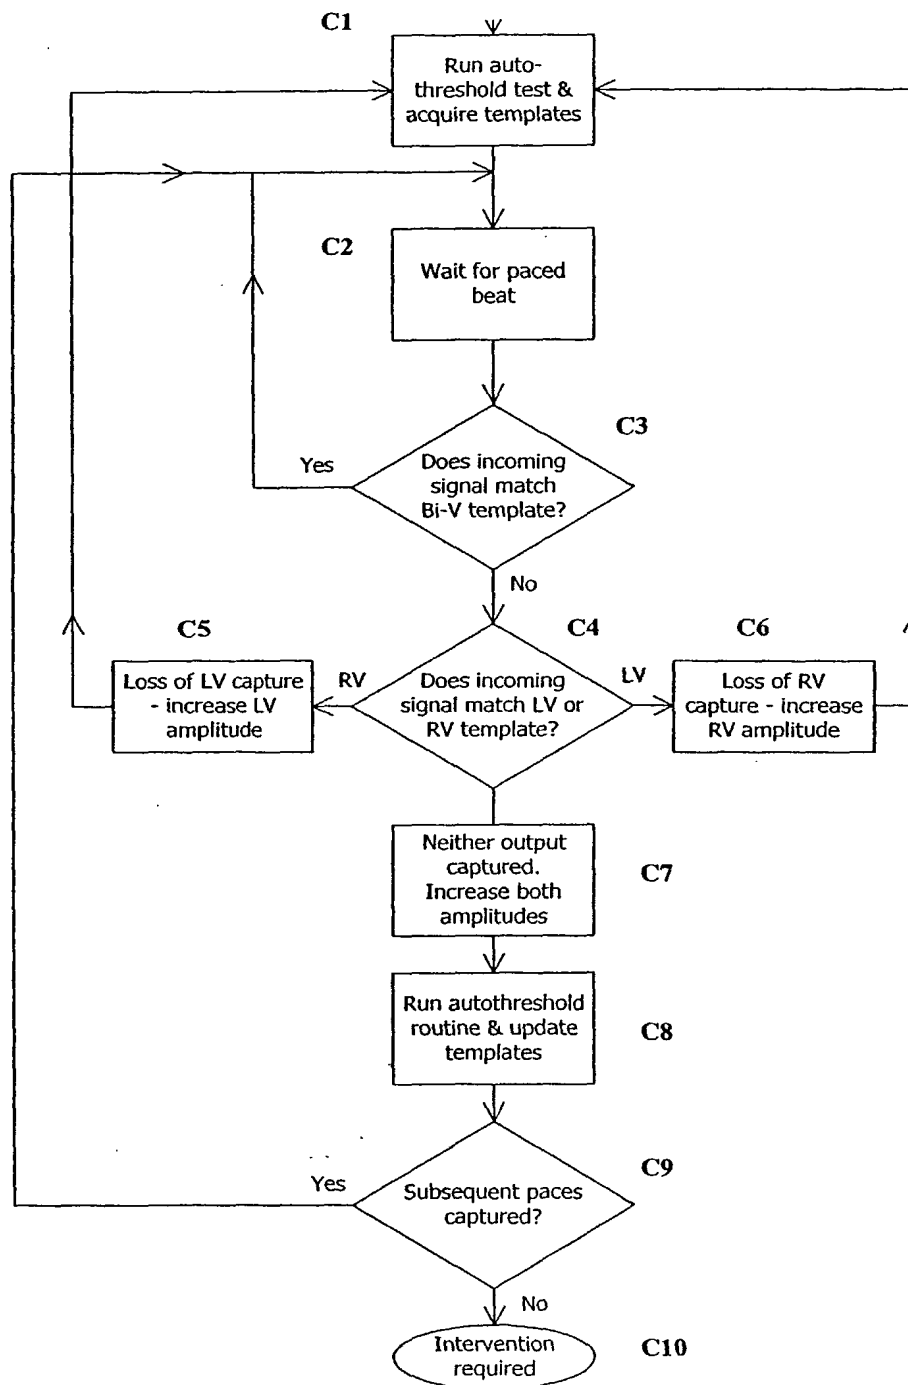 C1
Run auto-
threshold test &
acquire templates
C2
Wait for paced
beat
C3
Yes
Does incoming
signal match
Bi-V template?
No
C5
C4
C6
Loss of LV capture
- increase LV
amplitude
RV
Does incoming
signal match LV or
RV template?
LV
Loss of RV
capture - increase
RV amplitude
Neither output
captured.
Increase both
amplitudes
C7
Run autothreshold
routine & update
templates
C8
C9
Yes
Subsequent paces
captured?
No
Intervention
required
C10